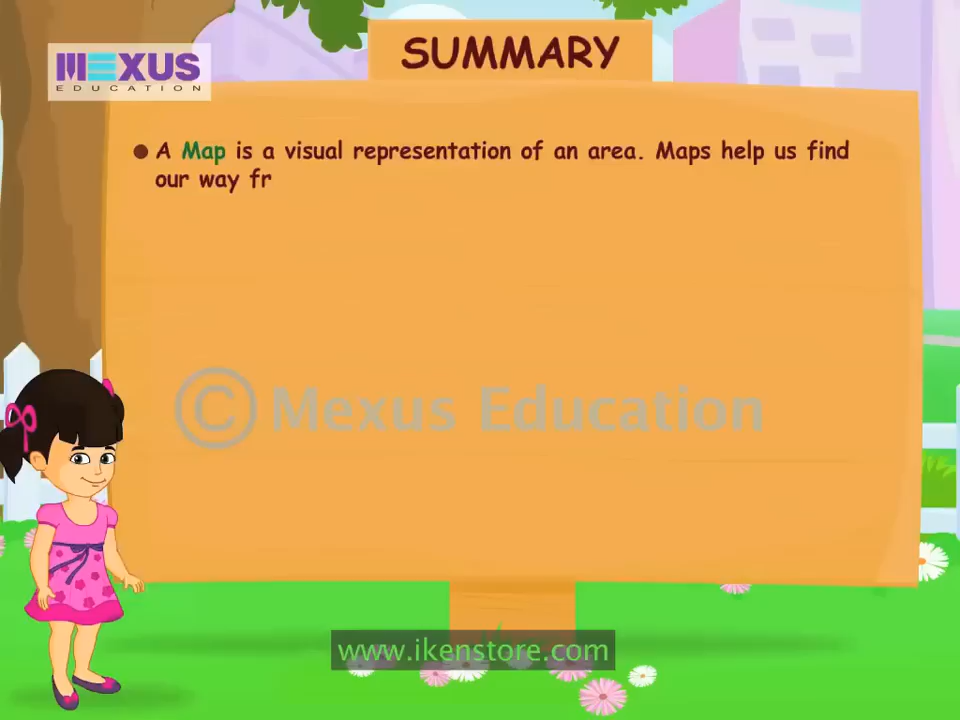 MEXUS
EDUCATION
SUMMARY
A Map is a visual representation of an area. Maps help us find
our way fr
© Mexus Education
www.ikenstore.com